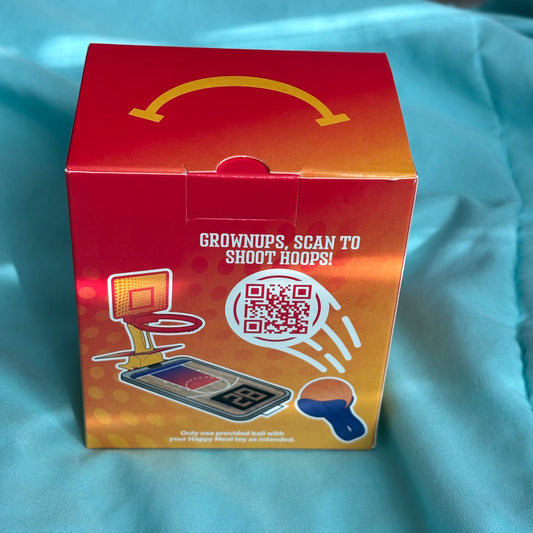 GROWNUPS, SCAN TO
SHOOT HOOPS!
Only use provided ball with
your Happy Meal toy as intended.